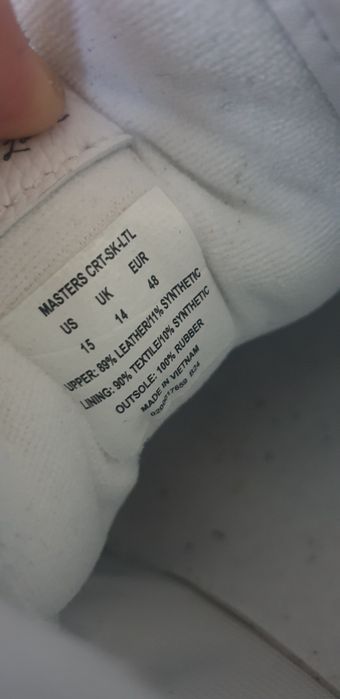 MASTERS CRT-SK-LTL
US UK EUR
15 14 48
UPPER: 89% LEATHER/11% SYNTHETIC
LINING: 90% TEXTILE/10% SYNTHETIC
OUTSOLE: 100% RUBBER
MADE IN VIETNAM